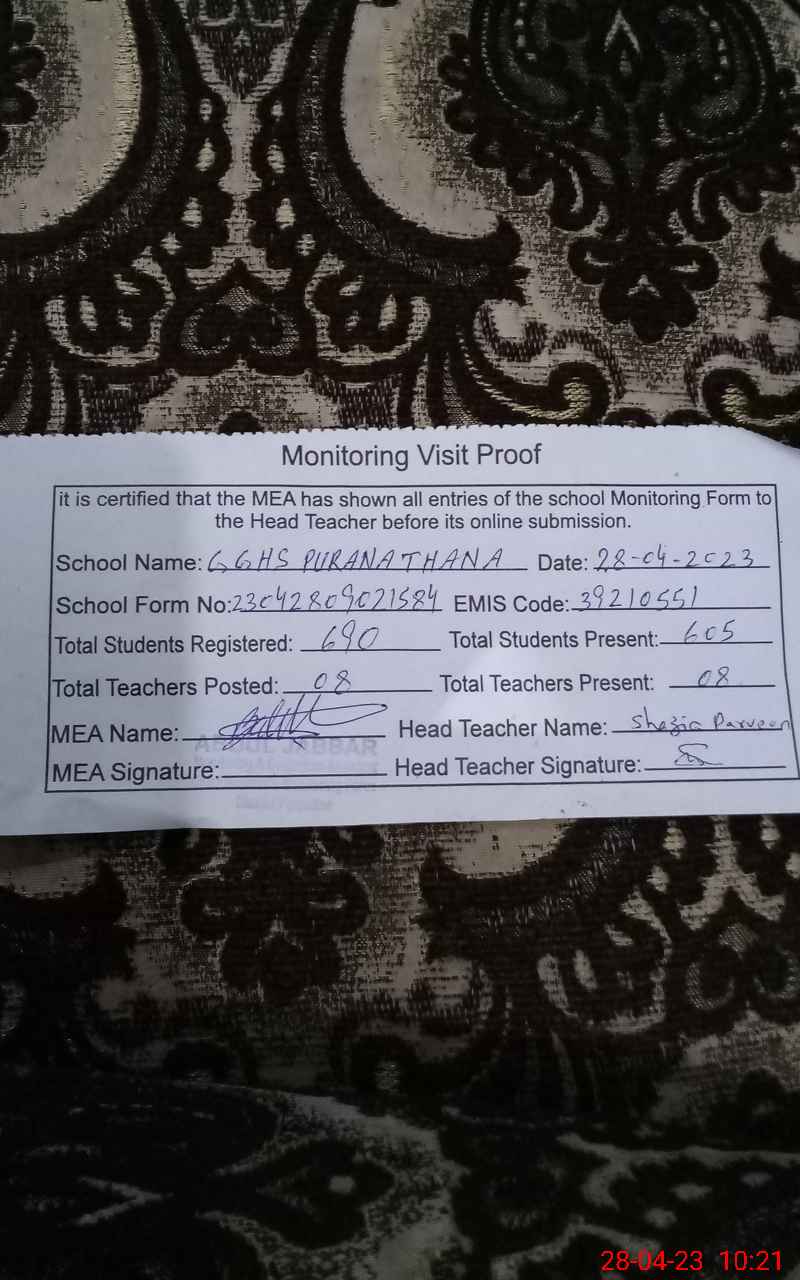 Monitoring Visit Proof
it is certified that the MEA has shown all entries of the school Monitoring Form to
the Head Teacher before its online submission.
School Name: GGHS PURANATHANA Date: 28-04-2023
School Form No: 23042809021584 EMIS Code: 39210551
Total Students Registered: 690 Total Students Present: 605
Total Teachers Posted: 08 Total Teachers Present: 08
MEA Name: Head Teacher Name: Shazia Parveen
ABDUL JABBAR
MEA Signature: Head Teacher Signature:
28-04-23 10:21